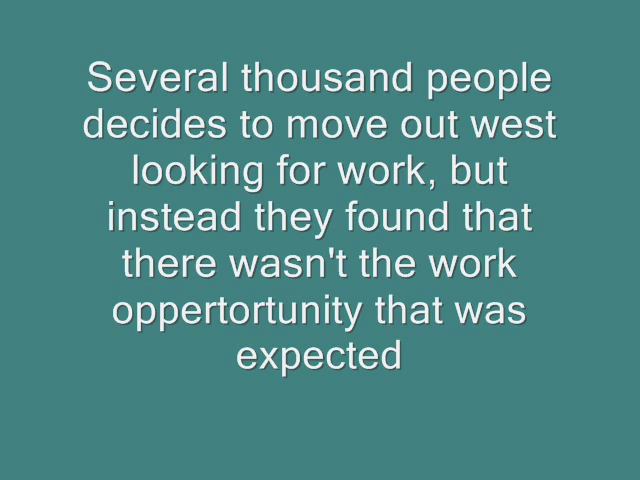 Several thousand people
decides to move out west
looking for work, but
instead they found that
there wasn't the work
oppertortunity that was
expected